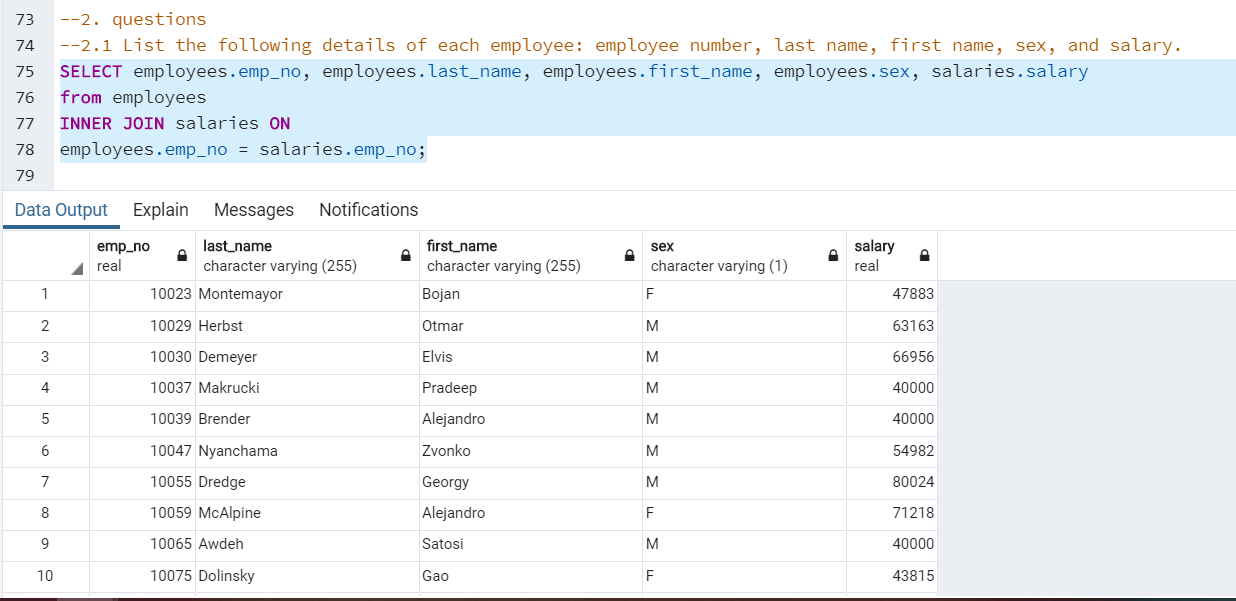 73 --2. questions
74 --2.1 List the following details of each employee: employee number, last name, first name, sex, and salary.
75 SELECT employees.emp_no, employees.last_name, employees.first_name, employees.sex, salaries.salary
76 from employees
77 INNER JOIN salaries ON
78 employees.emp_no = salaries.emp_no;
79
Data Output Explain Messages Notifications
emp_no last_name first_name sex salary
real character varying (255) character varying (255) character varying (1) real
1 10023 Montemayor Bojan F 47883
2 10029 Herbst Otmar M 63163
3 10030 Demeyer Elvis M 66956
4 10037 Makrucki Pradeep M 40000
5 10039 Brender Alejandro M 40000
6 10047 Nyanchama Zvonko M 54982
7 10055 Dredge Georgy M 80024
8 10059 McAlpine Alejandro F 71218
9 10065 Awdeh Satosi M 40000
10 10075 Dolinsky Gao F 43815